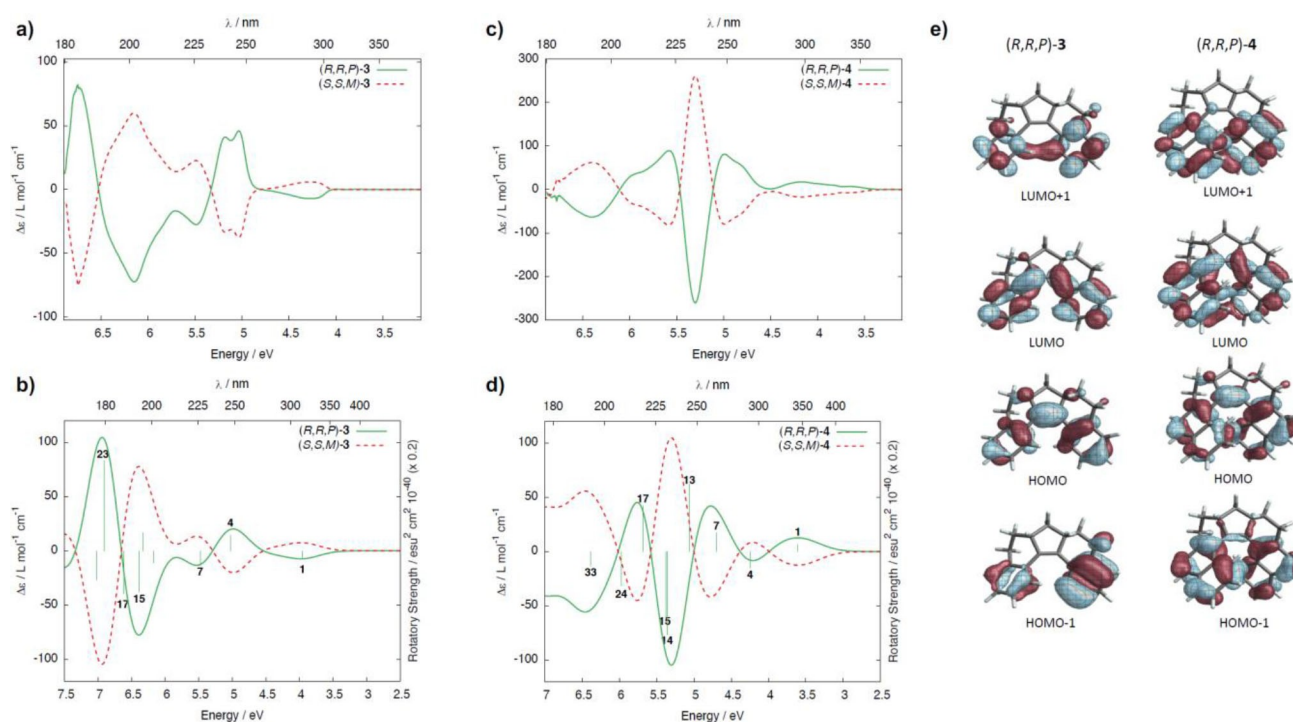 a)
λ / nm
180 200 225 250 300 350
(R,R,P)-3
(S,S,M)-3
100
50
0
-50
-100
Δε / L mol⁻¹ cm⁻¹
6.5 6 5.5 5 4.5 4 3.5
Energy / eV
b)
λ / nm
180 200 250 300 350 400
(R,R,P)-3
(S,S,M)-3
100
50
0
-50
-100
Δε / L mol⁻¹ cm⁻¹
Rotatory Strength / esu² cm² 10⁻⁴⁰ (x 0.2)
23
17
15
7
4
1
7.5 7 6.5 6 5.5 5 4.5 4 3.5 3 2.5
Energy / eV
c)
λ / nm
180 200 225 250 300 350
(R,R,P)-4
(S,S,M)-4
300
200
100
0
-100
-200
-300
Δε / L mol⁻¹ cm⁻¹
6.5 6 5.5 5 4.5 4 3.5
Energy / eV
d)
λ / nm
180 200 225 250 300 350 400
(R,R,P)-4
(S,S,M)-4
100
50
0
-50
-100
Δε / L mol⁻¹ cm⁻¹
Rotatory Strength / esu² cm² 10⁻⁴⁰ (x 0.2)
33
24
17
15
14
13
7
4
1
7 6.5 6 5.5 5 4.5 4 3.5 3 2.5
Energy / eV
e)
(R,R,P)-3 (R,R,P)-4
LUMO+1 LUMO+1
LUMO LUMO
HOMO HOMO
HOMO-1 HOMO-1